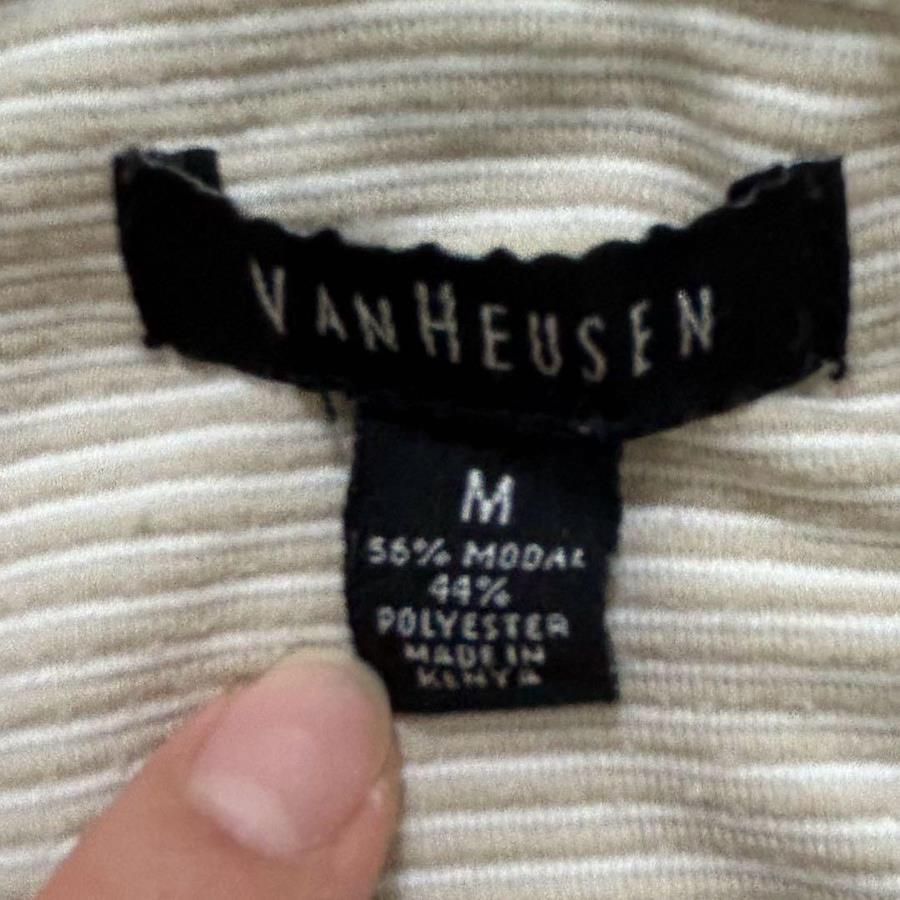 VANHEUSEN
M
56% MODAL
44%
POLYESTER
MADE IN
KENYA